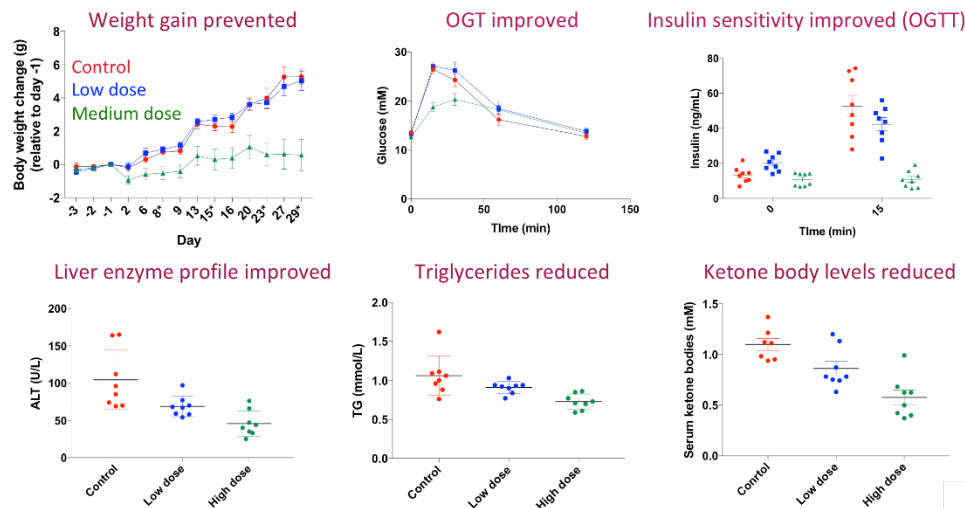 Weight gain prevented
Body weight change (g)
(relative to day -1)
6
4
2
0
-2
Control
Low dose
Medium dose
-3
-2
-1
2
6
8*
9
13
15*
16
20
23*
27
29*
Day
OGT improved
Glucose (mM)
30
20
10
0
0
50
100
150
TIme (min)
Insulin sensitivity improved (OGTT)
Insulin (ng/mL)
80
60
40
20
0
0
15
TIme (min)
Liver enzyme profile improved
ALT (U/L)
200
150
100
50
0
Control
Low dose
High dose
Triglycerides reduced
TG (mmol/L)
2.0
1.5
1.0
0.5
0.0
Control
Low dose
High dose
Ketone body levels reduced
Serum ketone bodies (mM)
1.5
1.0
0.5
0.0
Conrtol
Low dose
High dose